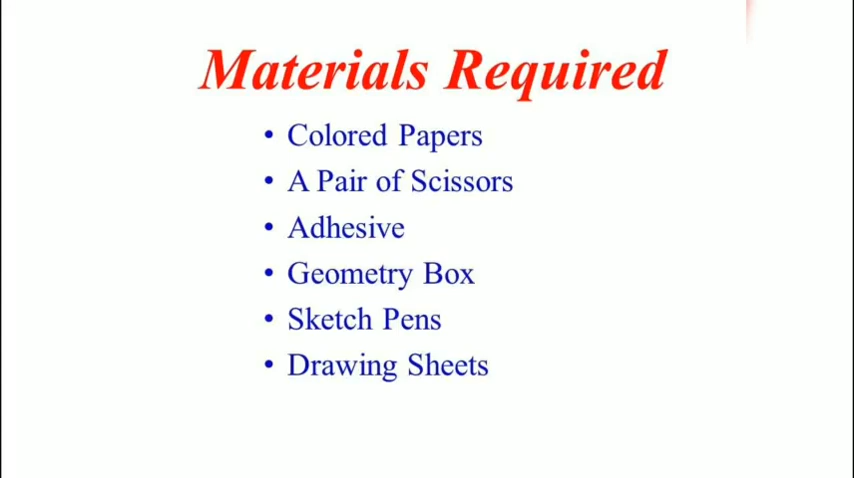 Materials Required
• Colored Papers
• A Pair of Scissors
• Adhesive
• Geometry Box
• Sketch Pens
• Drawing Sheets